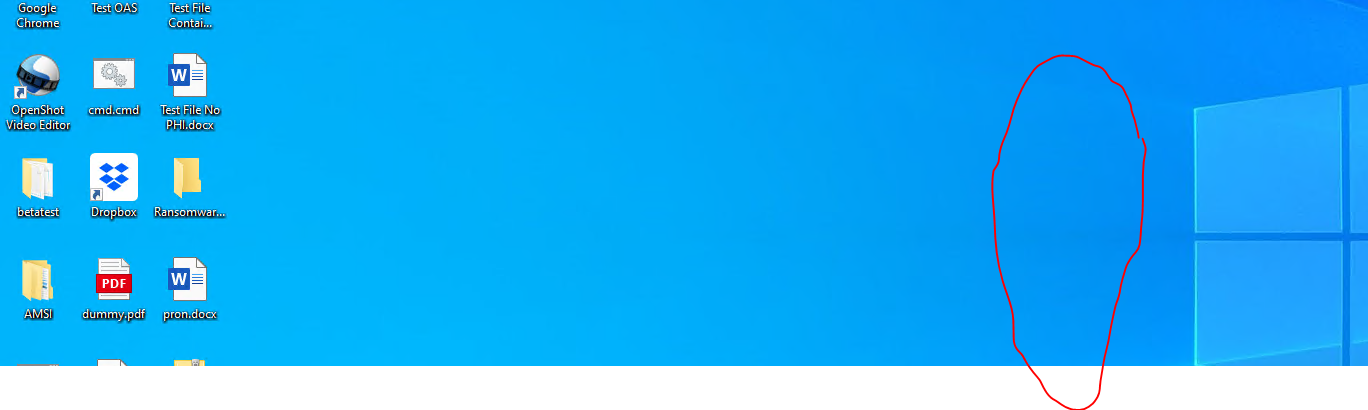 Google
Chrome
Test OAS
Test File
Contai...
OpenShot
Video Editor
cmd.cmd
Test File No
PHI.docx
betatest
Dropbox
Ransomwar...
AMSI
PDF
dummy.pdf
W
pron.docx